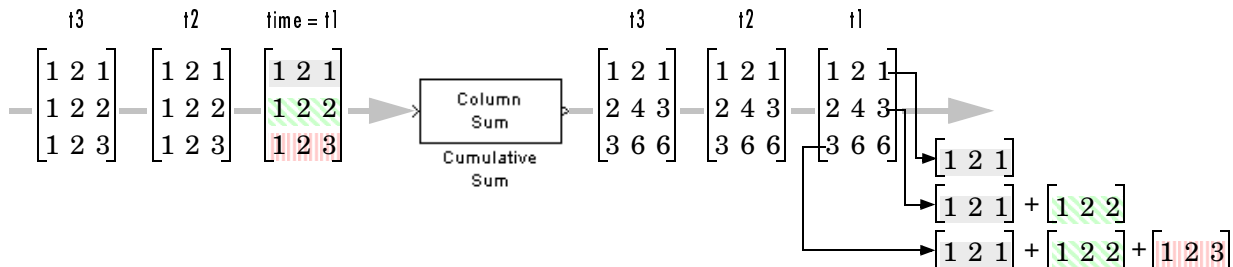 t3 t2 time = t1 t3 t2 t1
1 2 1 1 2 1 1 2 1 1 2 1 1 2 1 1 2 1
1 2 2 1 2 2 1 2 2 2 4 3 2 4 3 2 4 3
1 2 3 1 2 3 1 2 3 3 6 6 3 6 6 3 6 6
Column
Sum
Cumulative
Sum
1 2 1
1 2 1 + 1 2 2
1 2 1 + 1 2 2 + 1 2 3